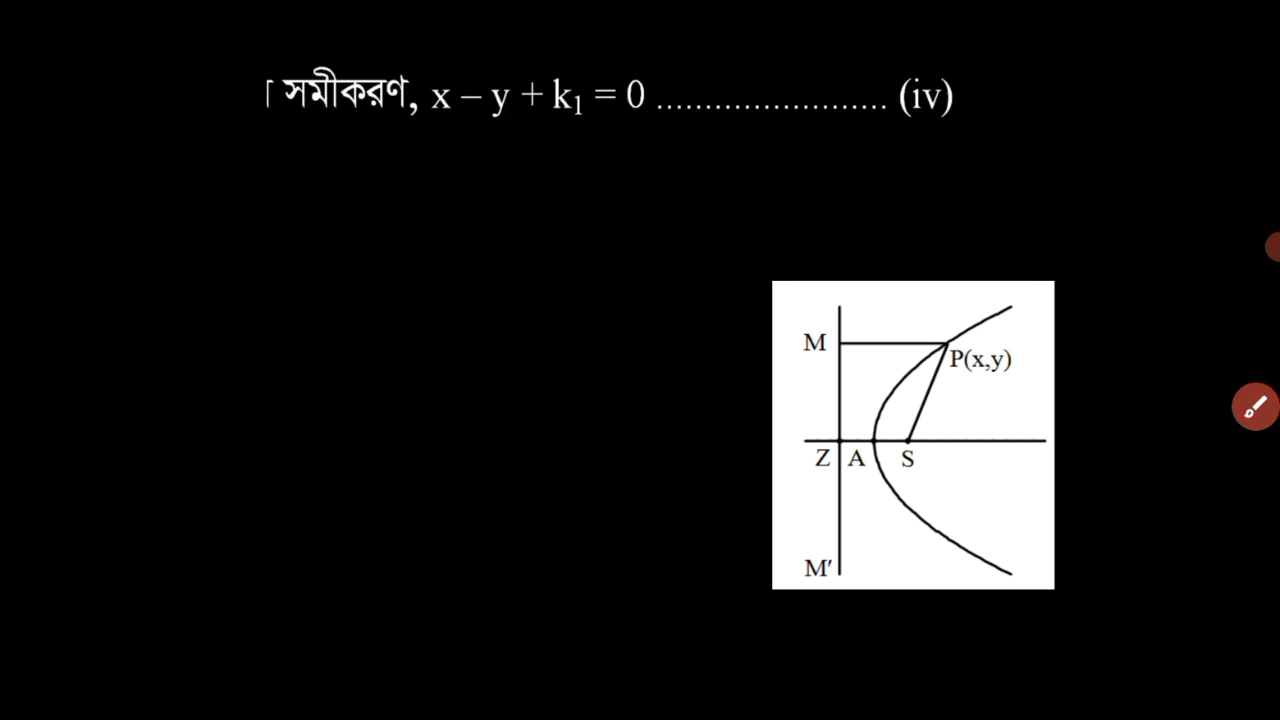 সমীকরণ, x – y + k₁ = 0 ........................ (iv)
M
P(x,y)
Z A S
M′